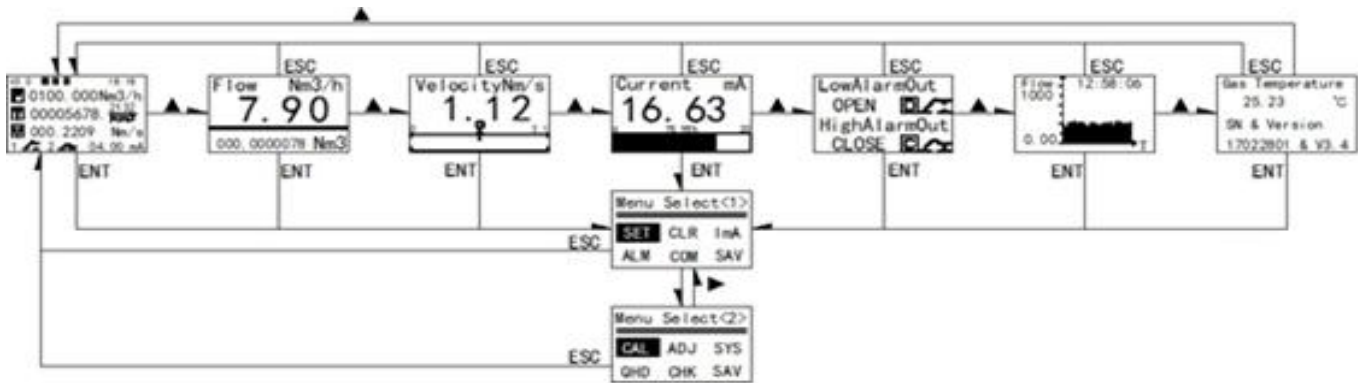 ESC ESC ESC ESC ESC ESC
0100.000Nm3/h
00005678.
000.2209 Nm/s
1 2 04.00 mA
Flow Nm3/h
7.90
000.0000078 Nm3
VelocityNm/s
1.12
Current mA
16.63
LowAlarmOut
OPEN
HighAlarmOut
CLOSE
Flow 12:58:06
1000
0.00
T
Gas Temperature
25.23 ℃
SN & Version
17022801 & V3.4
ENT ENT ENT ENT ENT ENT ENT
Menu Select<1>
SET CLR ImA
ALM COM SAV
ESC
Menu Select<2>
CAL ADJ SYS
QHD CHK SAV
ESC